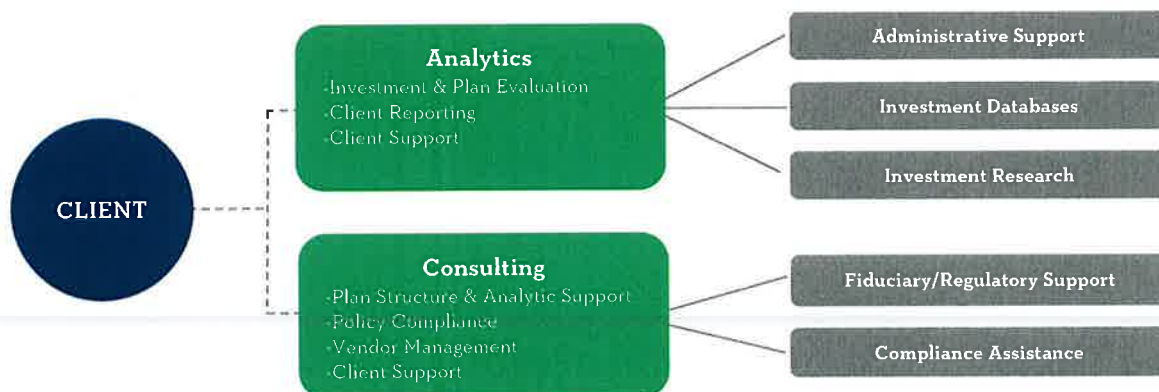 CLIENT
Analytics
-Investment & Plan Evaluation
-Client Reporting
-Client Support
Administrative Support
Investment Databases
Investment Research
Consulting
-Plan Structure & Analytic Support
-Policy Compliance
-Vendor Management
-Client Support
Fiduciary/Regulatory Support
Compliance Assistance